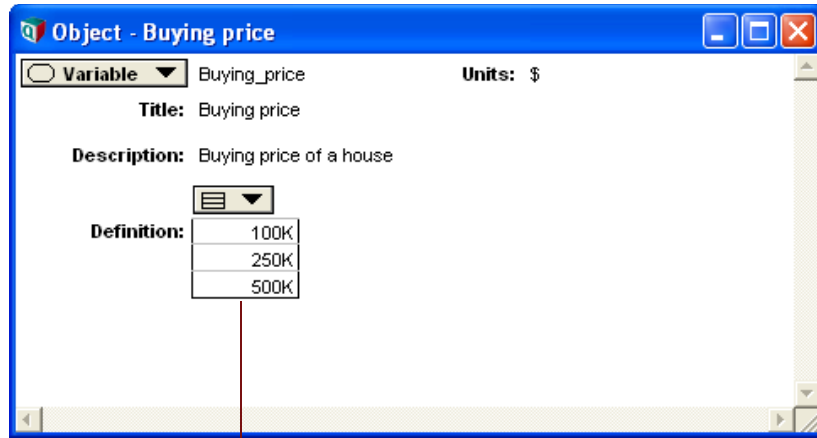 Object - Buying price
Variable Buying_price Units: $
Title: Buying price
Description: Buying price of a house
Definition: 100K
250K
500K